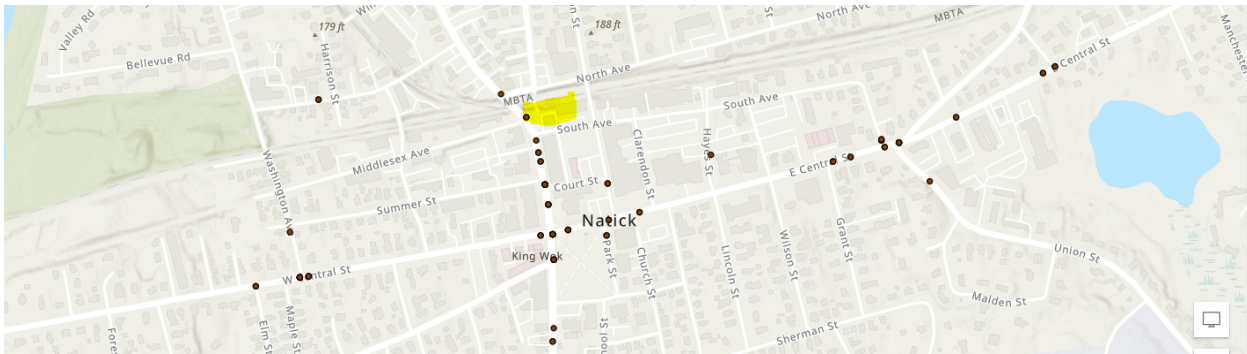 Valley Rd
179 ft
Harrison St
188 ft
North Ave
MBTA
Bellevue Rd
Central St
North Ave
MBTA
South Ave
South Ave
Washington Av
Middlesex Ave
Clarendon St
Hayes St
E Central St
Court St
Summer St
Natick
W Central St
King Wok
Park St
Church St
Lincoln St
Wilson St
Grant St
Union St
Malden St
Sherman St
Elm St
Maple St